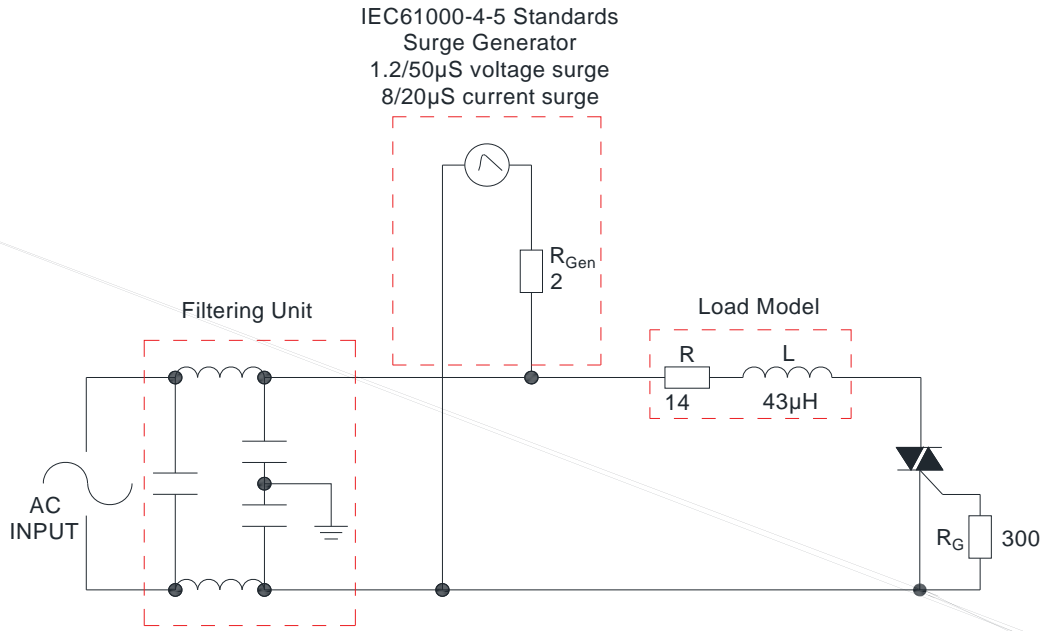 IEC61000-4-5 Standards
Surge Generator
1.2/50µS voltage surge
8/20µS current surge
RGen
2
Filtering Unit
Load Model
R
L
14
43µH
AC
INPUT
RG
300